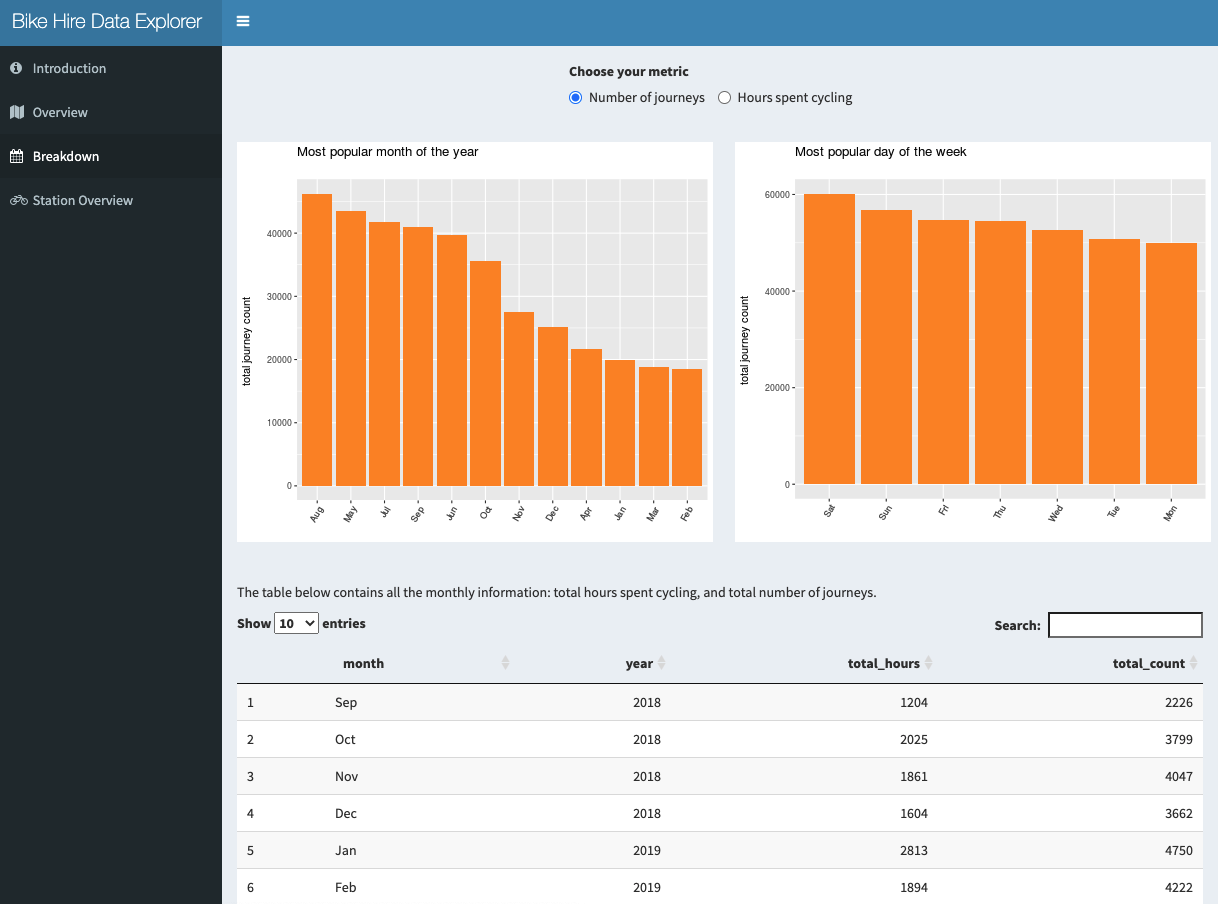 Bike Hire Data Explorer
Introduction
Overview
Breakdown
Station Overview
Choose your metric
Number of journeys Hours spent cycling
Most popular month of the year
total journey count
40000
30000
20000
10000
0
Aug May Jul Sep Jun Oct Nov Dec Apr Jan Mar Feb
Most popular day of the week
total journey count
60000
40000
20000
0
Sat Sun Fri Thu Wed Tue Mon
The table below contains all the monthly information: total hours spent cycling, and total number of journeys.
Show 10 entries Search:
month year total_hours total_count
1 Sep 2018 1204 2226
2 Oct 2018 2025 3799
3 Nov 2018 1861 4047
4 Dec 2018 1604 3662
5 Jan 2019 2813 4750
6 Feb 2019 1894 4222